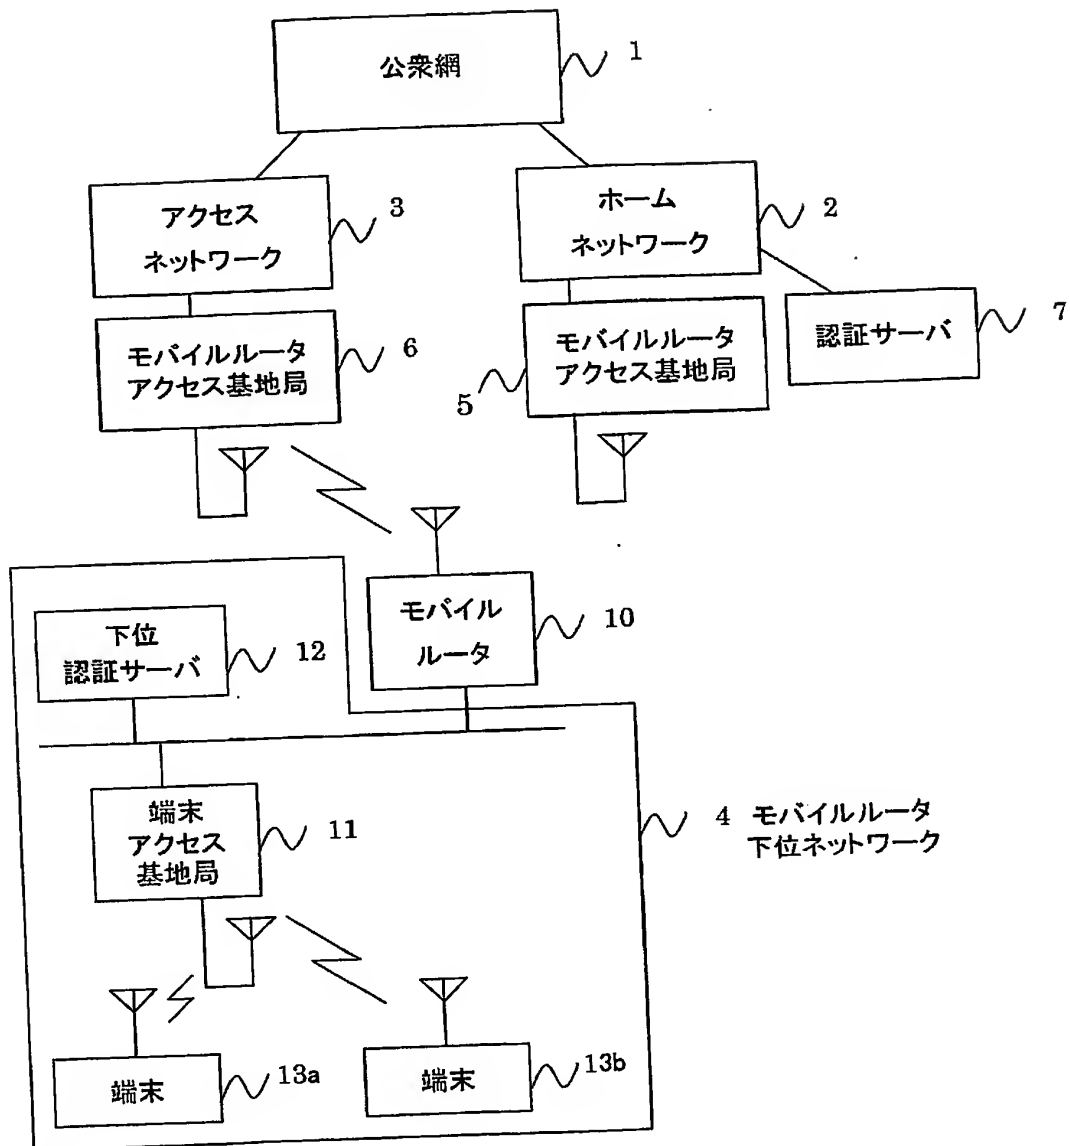 公衆網
1
アクセス
ネットワーク
3
ホーム
ネットワーク
2
モバイルルータ
アクセス基地局
6
モバイルルータ
アクセス基地局
5
認証サーバ
7
モバイル
ルータ
10
下位
認証サーバ
12
端末
アクセス
基地局
11
4 モバイルルータ
下位ネットワーク
端末
13a
端末
13b